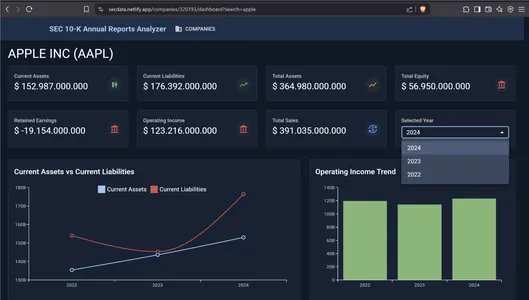 secdata.netlify.app/companies/320193/dashboard?search=apple
SEC 10-K Annual Reports Analyzer
COMPANIES
APPLE INC (AAPL)
Current Assets
$ 152.987.000.000
Current Liabilities
$ 176.392.000.000
Total Assets
$ 364.980.000.000
Total Equity
$ 56.950.000.000
Retained Earnings
$ -19.154.000.000
Operating Income
$ 123.216.000.000
Total Sales
$ 391.035.000.000
Selected Year
2024
2024
2023
2022
Current Assets vs Current Liabilities
Current Assets
Current Liabilities
180B
170B
160B
150B
140B
130B
2022
2023
2024
Operating Income Trend
140B
120B
100B
80B
60B
40B
20B
0B
2022
2023
2024